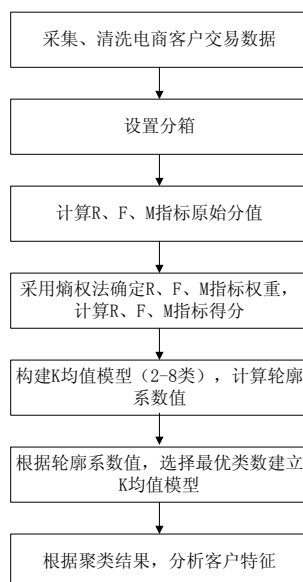 采集、清洗电商客户交易数据
设置分箱
计算R、F、M指标原始分值
采用熵权法确定R、F、M指标权重，
计算R、F、M指标得分
构建K均值模型（2-8类），计算轮廓
系数值
根据轮廓系数值，选择最优类数建立
K均值模型
根据聚类结果，分析客户特征